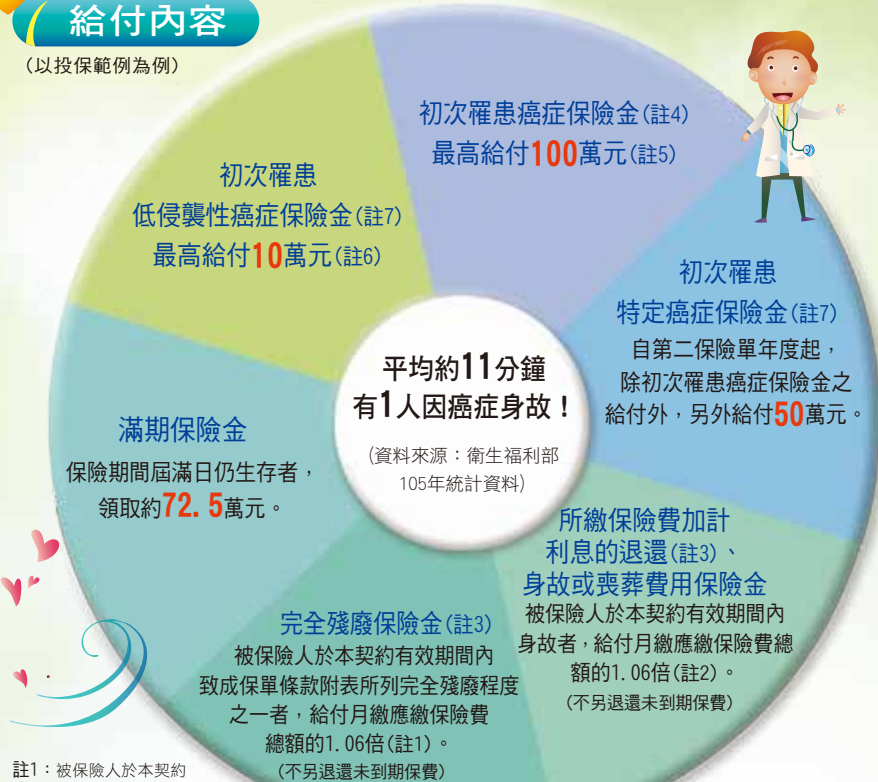 給付內容
(以投保範例為例)
初次罹患癌症保險金(註4)
最高給付100萬元(註5)
初次罹患
特定癌症保險金(註7)
自第二保險單年度起，
除初次罹患癌症保險金之
給付外，另外給付50萬元。
所繳保險費加計
利息的退還(註3)、
身故或喪葬費用保險金
被保險人於本契約有效期間內
身故者，給付月繳應繳保險費總
額的1.06倍(註2)。
(不另退還未到期保費)
完全殘廢保險金(註3)
被保險人於本契約有效期間內
致成保單條款附表所列完全殘廢程度
之一者，給付月繳應繳保險費
總額的1.06倍(註1)。
(不另退還未到期保費)
滿期保險金
保險期間屆滿日仍生存者，
領取約72.5萬元。
初次罹患
低侵襲性癌症保險金(註7)
最高給付10萬元(註6)
平均約11分鐘
有1人因癌症身故！
(資料來源：衛生福利部
105年統計資料)
註1：被保險人於本契約